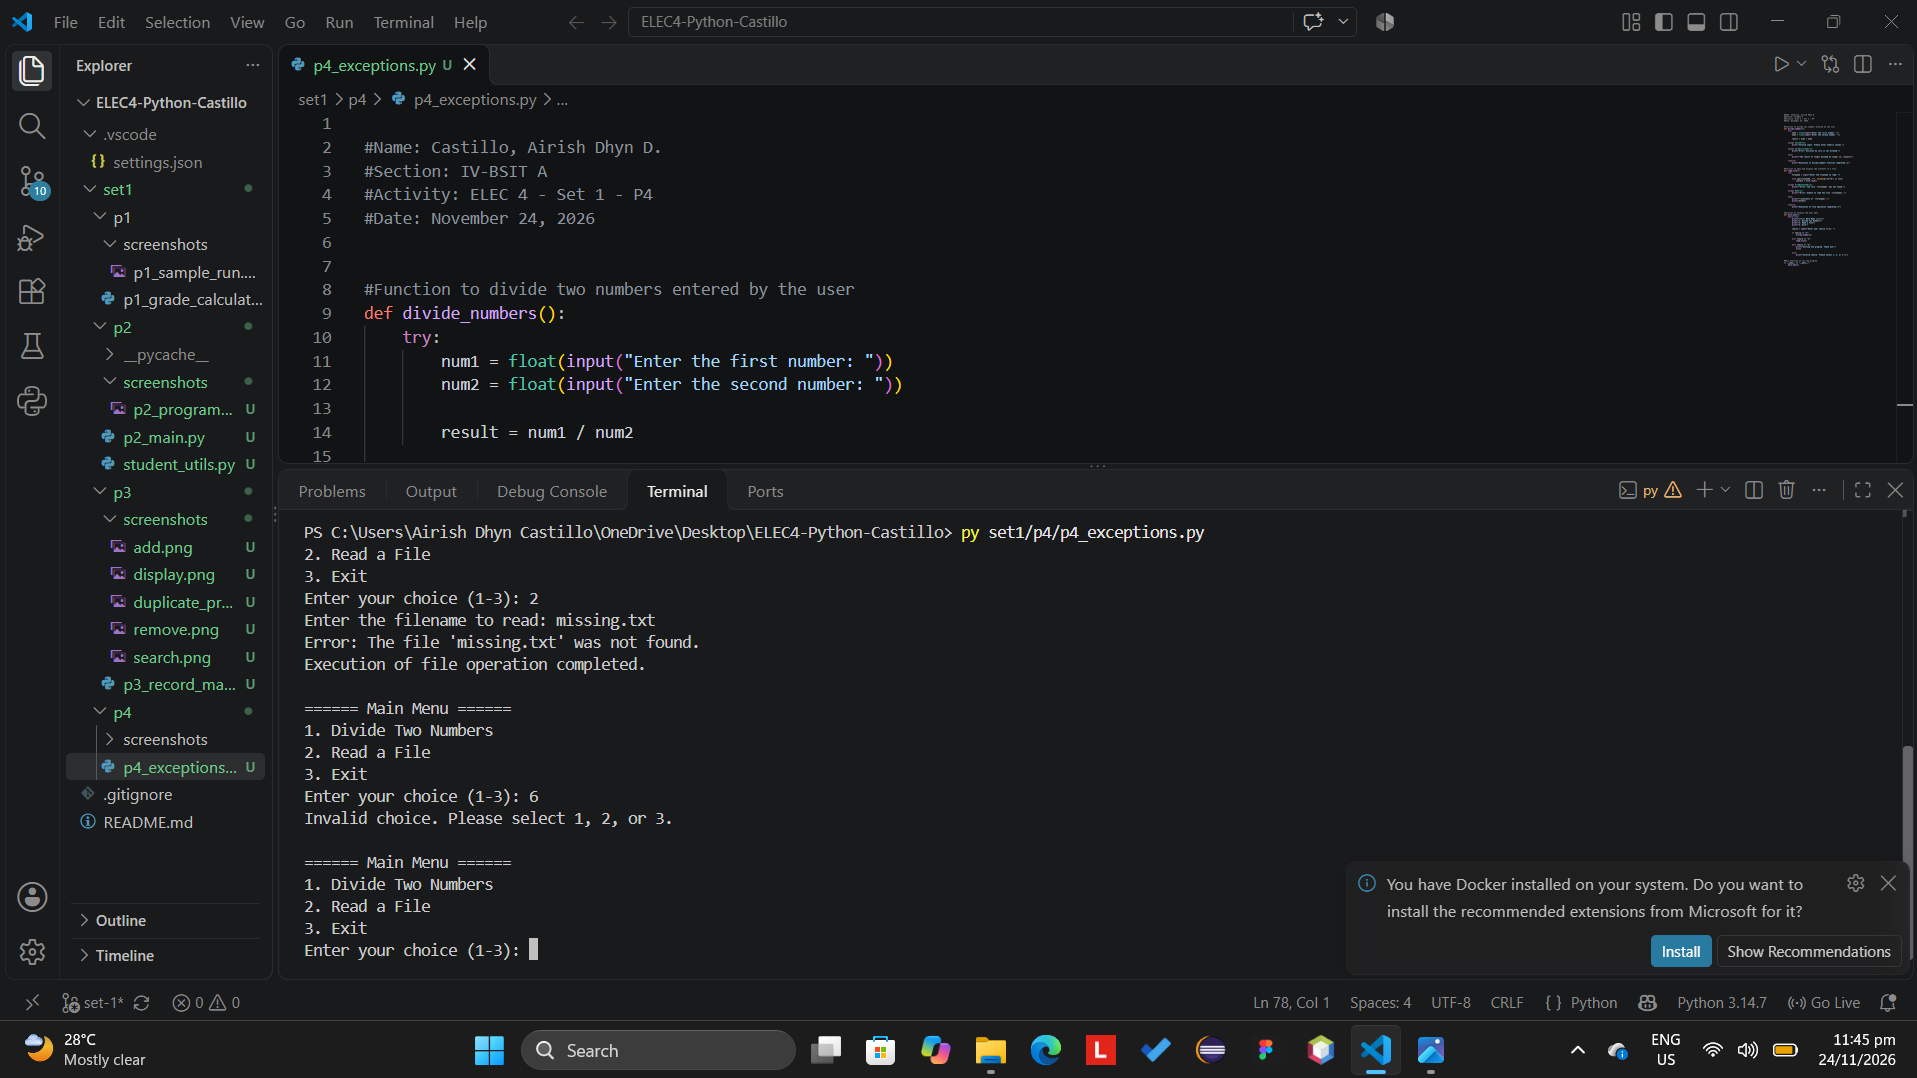 File Edit Selection View Go Run Terminal Help
ELEC4-Python-Castillo
Explorer
ELEC4-Python-Castillo
.vscode
settings.json
set1
p1
screenshots
p1_sample_run....
p1_grade_calculat...
p2
__pycache__
screenshots
p2_program... U
p2_main.py U
student_utils.py U
p3
screenshots
add.png U
display.png U
duplicate_pr... U
remove.png U
search.png U
p3_record_ma... U
p4
screenshots
p4_exceptions... U
.gitignore
README.md
Outline
Timeline
10
p4_exceptions.py U
set1 > p4 > p4_exceptions.py > ...
1
2 #Name: Castillo, Airish Dhyn D.
3 #Section: IV-BSIT A
4 #Activity: ELEC 4 - Set 1 - P4
5 #Date: November 24, 2026
6
7
8 #Function to divide two numbers entered by the user
9 def divide_numbers():
10 try:
11 num1 = float(input("Enter the first number: "))
12 num2 = float(input("Enter the second number: "))
13
14 result = num1 / num2
15
Problems Output Debug Console Terminal Ports
py
PS C:\Users\Airish Dhyn Castillo\OneDrive\Desktop\ELEC4-Python-Castillo> py set1/p4/p4_exceptions.py
2. Read a File
3. Exit
Enter your choice (1-3): 2
Enter the filename to read: missing.txt
Error: The file 'missing.txt' was not found.
Execution of file operation completed.
====== Main Menu ======
1. Divide Two Numbers
2. Read a File
3. Exit
Enter your choice (1-3): 6
Invalid choice. Please select 1, 2, or 3.
====== Main Menu ======
1. Divide Two Numbers
2. Read a File
3. Exit
Enter your choice (1-3):
You have Docker installed on your system. Do you want to
install the recommended extensions from Microsoft for it?
Install Show Recommendations
set-1* 0 0
Ln 78, Col 1 Spaces: 4 UTF-8 CRLF { } Python Python 3.14.7 Go Live
28°C
Mostly clear
Search
L
ENG
US
11:45 pm
24/11/2026